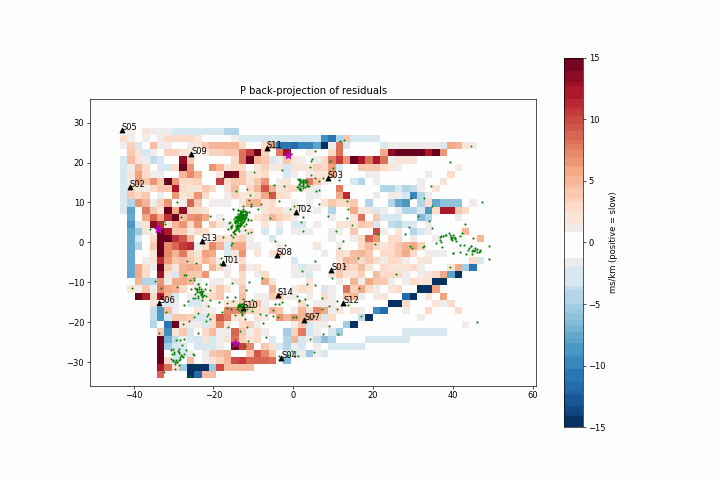 P back-projection of residuals
15
10
5
0
−5
−10
−15
ms/km (positive = slow)
30
20
10
0
−10
−20
−30
−40
−20
0
20
40
60
S05
S11
S09
S03
S02
T02
S13
S08
T01
S01
S14
S06
S10
S12
S07
S04